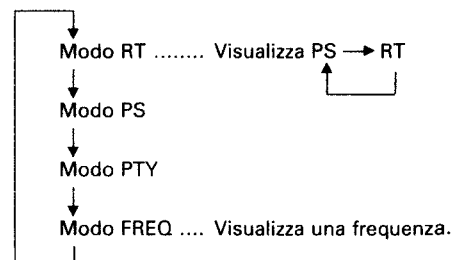 Modo RT ........ Visualizza PS → RT
Modo PS
Modo PTY
Modo FREQ .... Visualizza una frequenza.